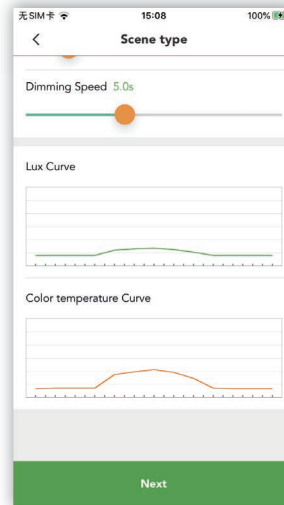 无SIM卡 15:08 100%
Scene type
Dimming Speed 5.0s
Lux Curve
Color temperature Curve
Next